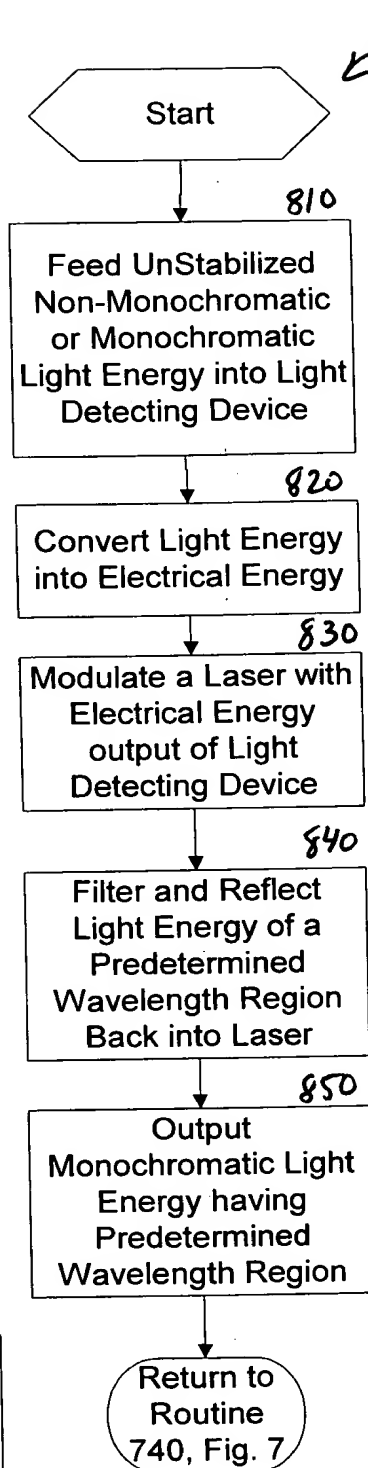 Start
810
Feed UnStabilized
Non-Monochromatic
or Monochromatic
Light Energy into Light
Detecting Device
820
Convert Light Energy
into Electrical Energy
830
Modulate a Laser with
Electrical Energy
output of Light
Detecting Device
840
Filter and Reflect
Light Energy of a
Predetermined
Wavelength Region
Back into Laser
850
Output
Monochromatic Light
Energy having
Predetermined
Wavelength Region
Return to
Routine
740, Fig. 7